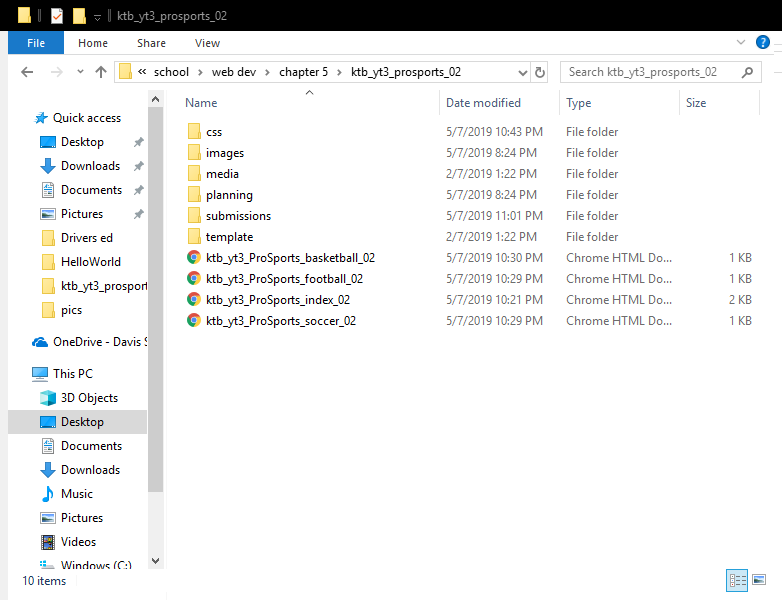 ktb_yt3_prosports_02
File Home Share View
« school › web dev › chapter 5 › ktb_yt3_prosports_02 Search ktb_yt3_prosports_02
Name Date modified Type Size
Quick access
Desktop
Downloads
Documents
Pictures
Drivers ed
HelloWorld
ktb_yt3_prosport
pics
OneDrive - Davis S
This PC
3D Objects
Desktop
Documents
Downloads
Music
Pictures
Videos
Windows (C:)
css 5/7/2019 10:43 PM File folder
images 5/7/2019 8:24 PM File folder
media 2/7/2019 1:22 PM File folder
planning 5/7/2019 8:24 PM File folder
submissions 5/7/2019 11:01 PM File folder
template 2/7/2019 1:22 PM File folder
ktb_yt3_ProSports_basketball_02 5/7/2019 10:30 PM Chrome HTML Do... 1 KB
ktb_yt3_ProSports_football_02 5/7/2019 10:29 PM Chrome HTML Do... 1 KB
ktb_yt3_ProSports_index_02 5/7/2019 10:21 PM Chrome HTML Do... 2 KB
ktb_yt3_ProSports_soccer_02 5/7/2019 10:29 PM Chrome HTML Do... 1 KB
10 items